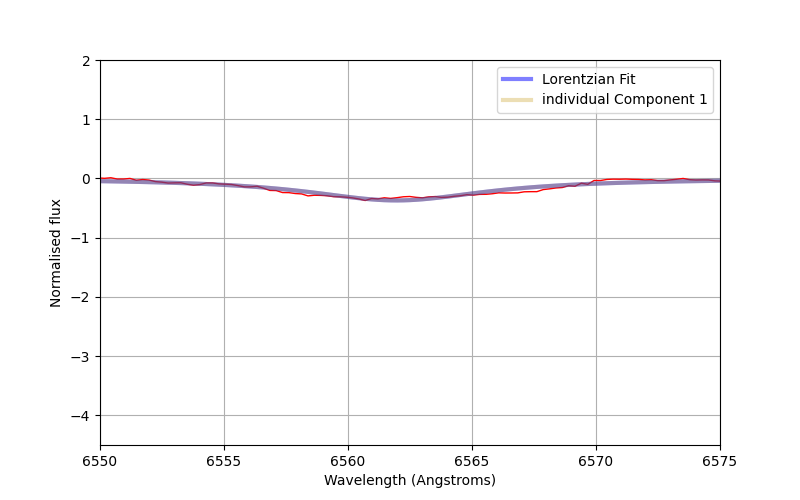 Lorentzian Fit
individual Component 1
2
1
0
−1
−2
−3
−4
Normalised flux
6550 6555 6560 6565 6570 6575
Wavelength (Angstroms)